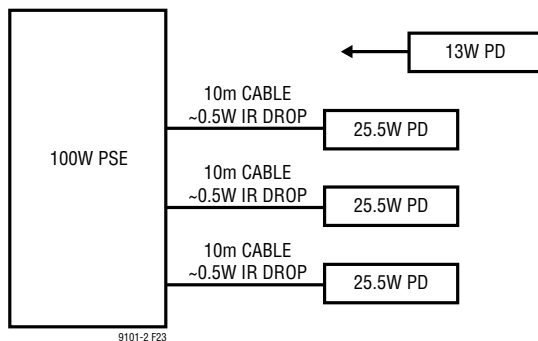 13W PD
10m CABLE
~0.5W IR DROP
25.5W PD
100W PSE
10m CABLE
~0.5W IR DROP
25.5W PD
10m CABLE
~0.5W IR DROP
25.5W PD
9101-2 F23